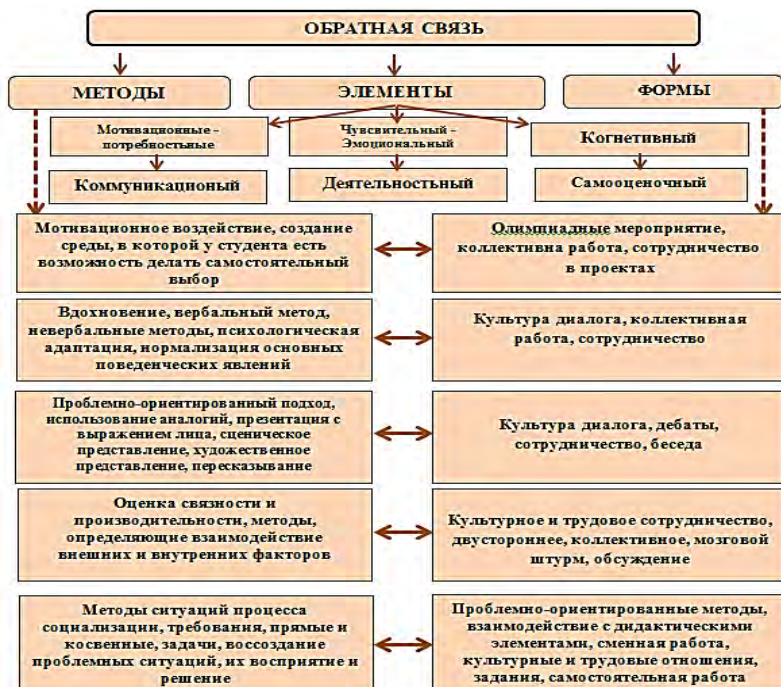 ОБРАТНАЯ СВЯЗЬ
МЕТОДЫ
ЭЛЕМЕНТЫ
ФОРМЫ
Мотивационные -
потребностьные
Чувсвительный -
Эмоциональный
Когнетивный
Коммуникационый
Деятельностьный
Самооценочный
Мотивационное воздействие, создание
среды, в которой у студента есть
возможность делать самостоятельный
выбор
Олимпиадные мероприятие,
коллективна работа, сотрудничество
в проектах
Вдохновение, вербальный метод,
невербальные методы, психологическая
адаптация, нормализация основных
поведенческих явлений
Культура диалога, коллективная
работа, сотрудничество
Проблемно-ориентированный подход,
использование аналогий, презентация с
выражением лица, сценическое
представление, художественное
представление, пересказывание
Культура диалога, дебаты,
сотрудничество, беседа
Оценка связности и
производительности, методы,
определяющие взаимодействие
внешних и внутренних факторов
Культурное и трудовое сотрудничество,
двустороннее, коллективное, мозговой
штурм, обсуждение
Методы ситуаций процесса
социализации, требования, прямые и
косвенные, задачи, воссоздание
проблемных ситуаций, их восприятие и
решение
Проблемно-ориентированные методы,
взаимодействие с дидактическими
элементами, сменная работа,
культурные и трудовые отношения,
задания, самостоятельная работа